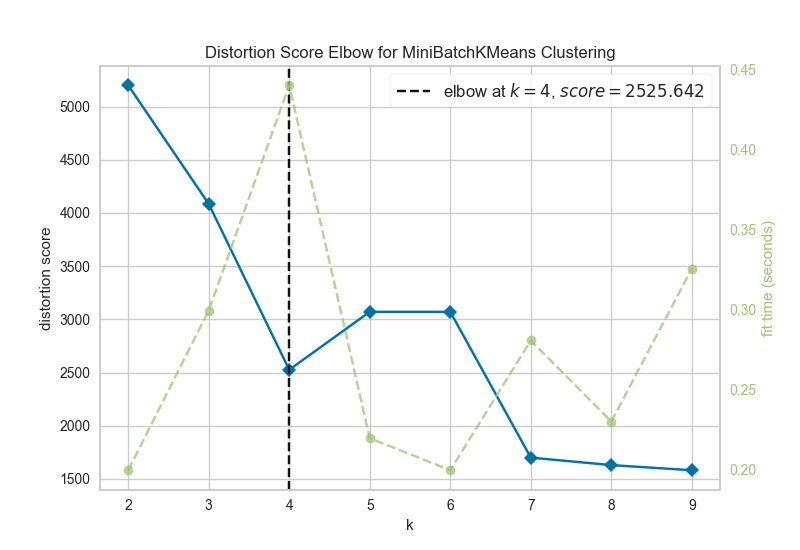 Distortion Score Elbow for MiniBatchKMeans Clustering
elbow at k = 4, score = 2525.642
distortion score
5000
4500
4000
3500
3000
2500
2000
1500
0.45
0.40
0.35
0.30
0.25
0.20
fit time (seconds)
2 3 4 5 6 7 8 9
k